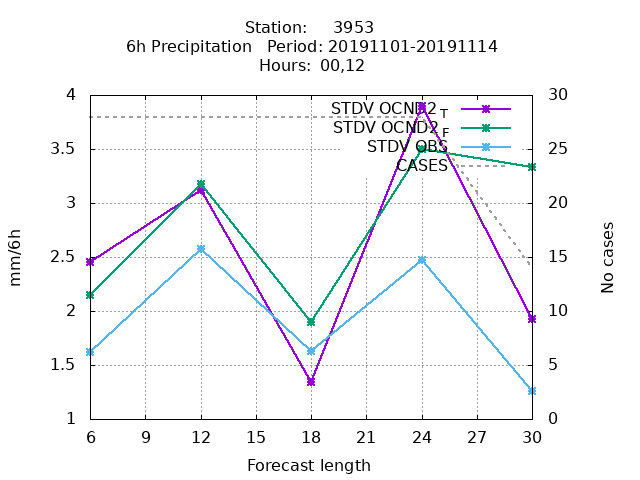 Station: 3953
6h Precipitation Period: 20191101-20191114
Hours: 00,12
4
3.5
3
2.5
2
1.5
1
mm/6h
30
25
20
15
10
5
0
No cases
STDV OCND2_T
STDV OCND2_F
STDV OBS
CASES
6 9 12 15 18 21 24 27 30
Forecast length